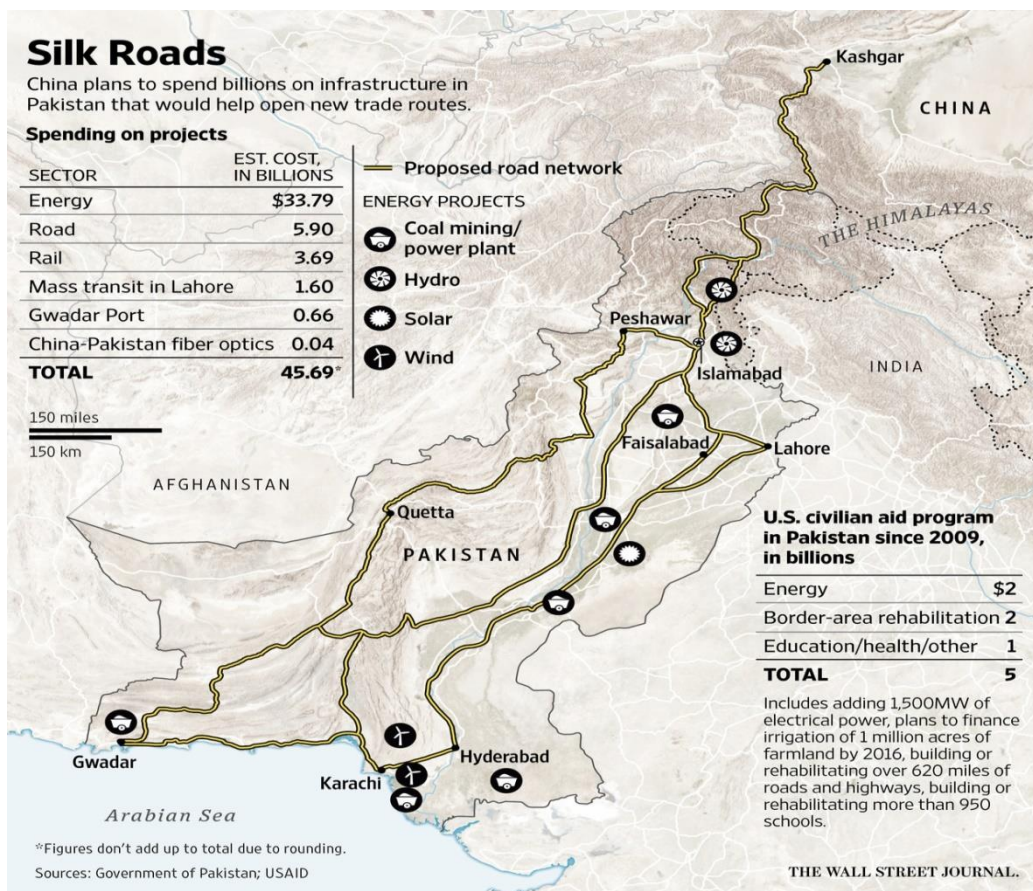 Silk Roads
China plans to spend billions on infrastructure in
Pakistan that would help open new trade routes.
Spending on projects
SECTOR EST. COST, IN BILLIONS
Energy $33.79
Road 5.90
Rail 3.69
Mass transit in Lahore 1.60
Gwadar Port 0.66
China-Pakistan fiber optics 0.04
TOTAL 45.69*
150 miles
150 km
Proposed road network
ENERGY PROJECTS
Coal mining/
power plant
Hydro
Solar
Wind
Kashgar
CHINA
THE HIMALAYAS
Peshawar
Islamabad
INDIA
Faisalabad
Lahore
AFGHANISTAN
Quetta
PAKISTAN
Gwadar
Karachi
Hyderabad
Arabian Sea
U.S. civilian aid program
in Pakistan since 2009,
in billions
Energy $2
Border-area rehabilitation 2
Education/health/other 1
TOTAL 5
Includes adding 1,500MW of
electrical power, plans to finance
irrigation of 1 million acres of
farmland by 2016, building or
rehabilitating over 620 miles of
roads and highways, building or
rehabilitating more than 950
schools.
*Figures don't add up to total due to rounding.
Sources: Government of Pakistan; USAID
THE WALL STREET JOURNAL.